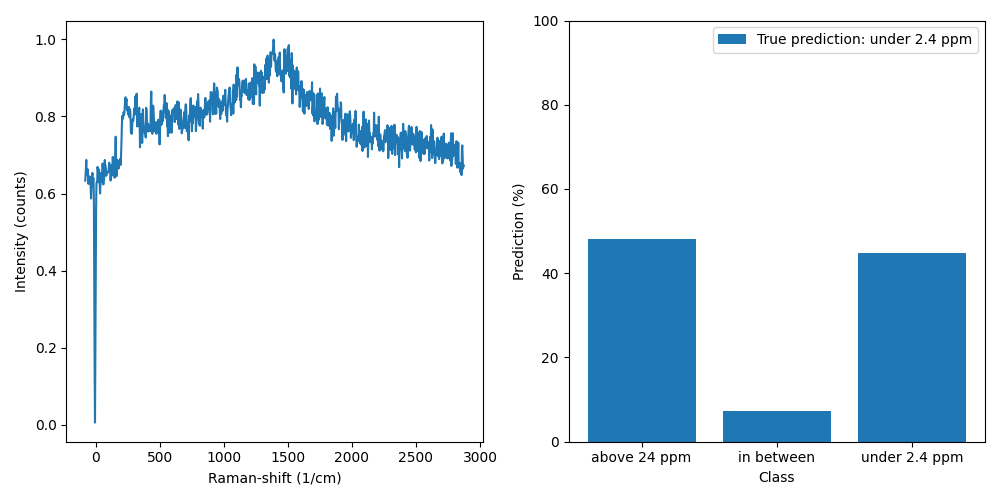 1.0
0.8
0.6
0.4
0.2
0.0
Intensity (counts)
0 500 1000 1500 2000 2500 3000
Raman-shift (1/cm)
True prediction: under 2.4 ppm
100
80
60
40
20
0
Prediction (%)
above 24 ppm in between under 2.4 ppm
Class